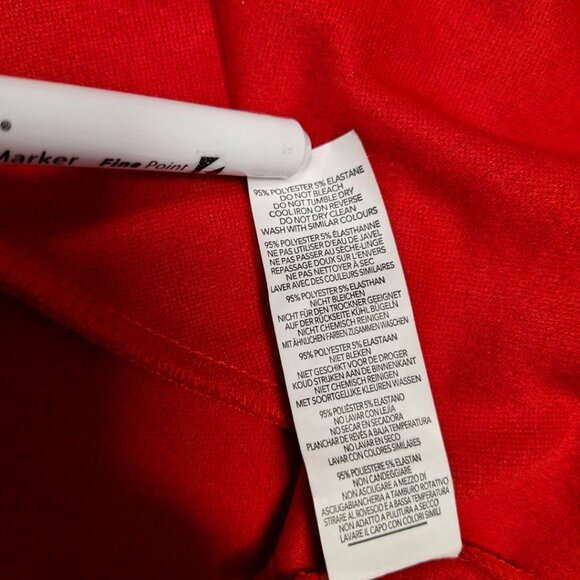 ®
Marker Fine Point
95% POLYESTER 5% ELASTANE
DO NOT BLEACH
DO NOT TUMBLE DRY
COOL IRON ON REVERSE
DO NOT DRY CLEAN
WASH WITH SIMILAR COLOURS
95% POLYESTER 5% ELASTHANNE
NE PAS UTILISER D'EAU DE JAVEL
NE PAS PASSER AU SÈCHE-LINGE
REPASSAGE DOUX SUR L'ENVERS
NE PAS NETTOYER À SEC
LAVER AVEC DES COULEURS SIMILAIRES
95% POLYESTER 5% ELASTHAN
NICHT BLEICHEN
NICHT FÜR DEN TROCKNER GEEIGNET
AUF DER RÜCKSEITE KÜHL BÜGELN
NICHT CHEMISCH REINIGEN
MIT ÄHNLICHEN FARBEN ZUSAMMEN WASCHEN
95% POLYESTER 5% ELASTAAN
NIET BLEKEN
NIET GESCHIKT VOOR DE DROGER
KOUD STRIJKEN AAN DE BINNENKANT
NIET CHEMISCH REINIGEN
MET SOORTGELIJKE KLEUREN WASSEN
95% POLIÉSTER 5% ELASTANO
NO LAVAR CON LEJÍA
NO SECAR EN SECADORA
PLANCHAR DE REVÉS A BAJA TEMPERATURA
NO LAVAR EN SECO
LAVAR CON COLORES SIMILARES
95% POLIESTERE 5% ELASTAN
NON CANDEGGIARE
NON ASCIUGARE A MEZZO DI
ASCIUGABIANCHERIA A TAMBURO ROTATIVO
STIRARE AL ROVESCIO E A BASSA TEMPERATURA
NON ADATTO A PULITURA A SECCO
LAVARE IL CAPO CON COLORI SIMILI